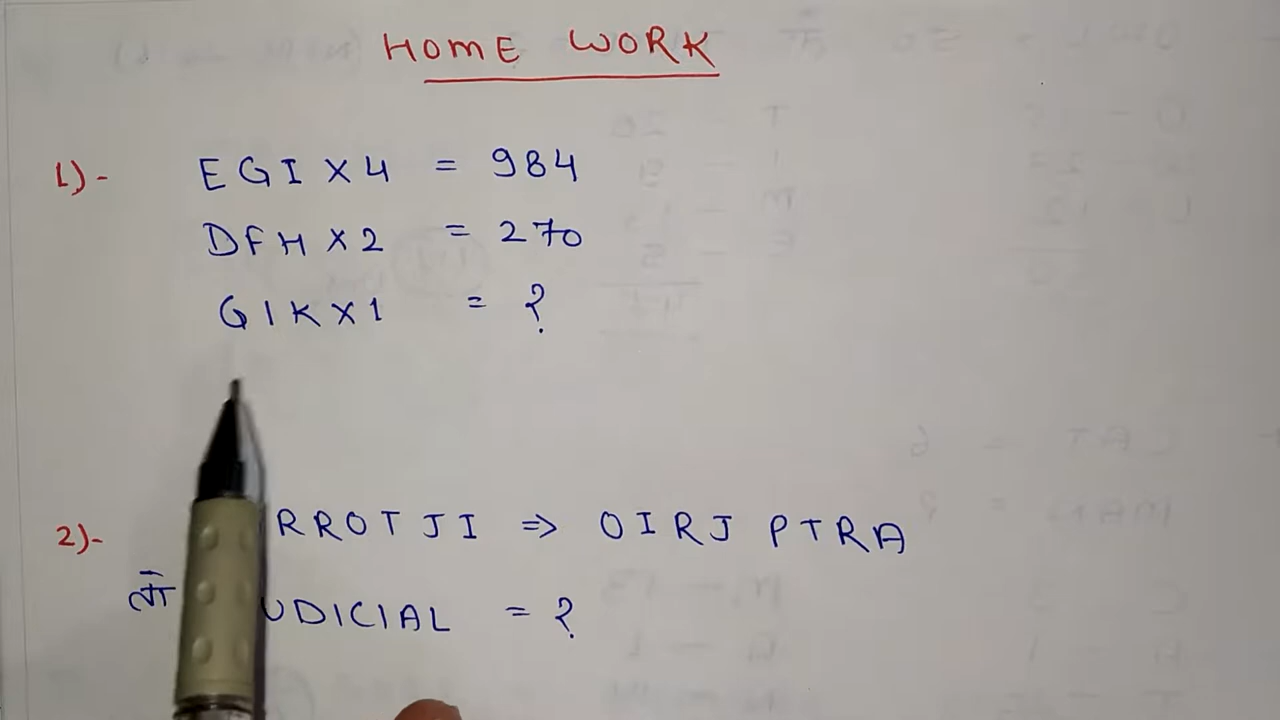 HOME WORK
1)- EGI X 4 = 984
DFH X 2 = 270
GIK X 1 = ?
2)- RROTJI ⇒ OIRJ PTRA
तो UDICIAL = ?